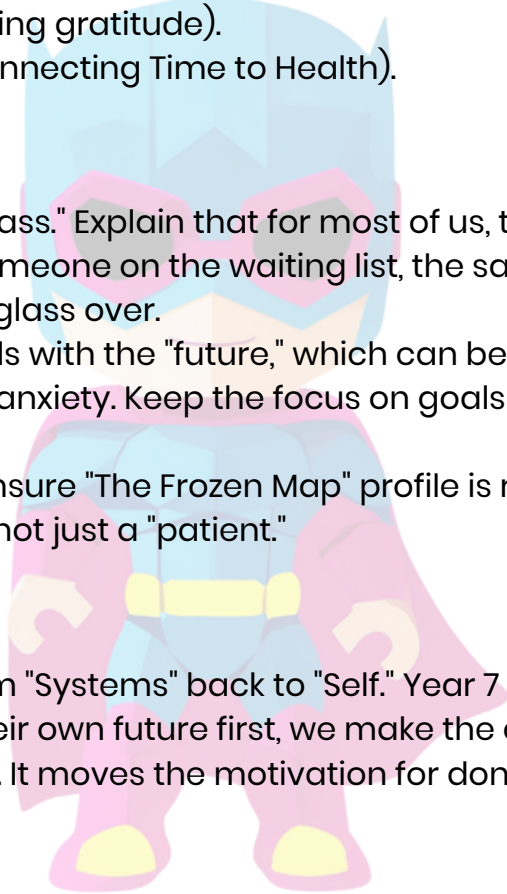 ing gratitude).
nnecting Time to Health).
ass." Explain that for most of us, t
meone on the waiting list, the sa
glass over.
ls with the "future," which can be
anxiety. Keep the focus on goals
nsure "The Frozen Map" profile is r
not just a "patient."
m "Systems" back to "Self." Year 7
eir own future first, we make the
. It moves the motivation for don